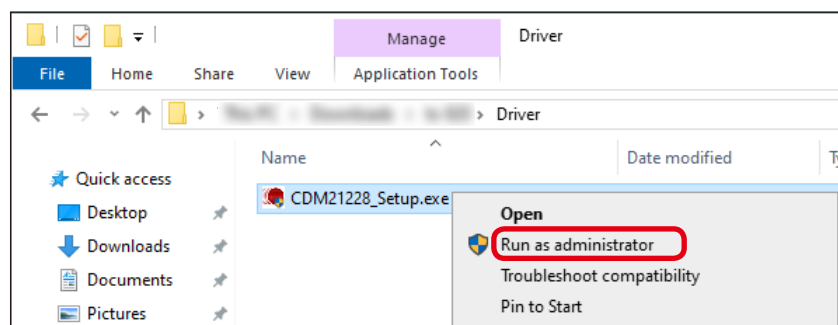 Manage
Driver
File Home Share View Application Tools
Driver
Name Date modified
Quick access
CDM21228_Setup.exe
Desktop
Open
Downloads
Run as administrator
Documents
Troubleshoot compatibility
Pictures
Pin to Start